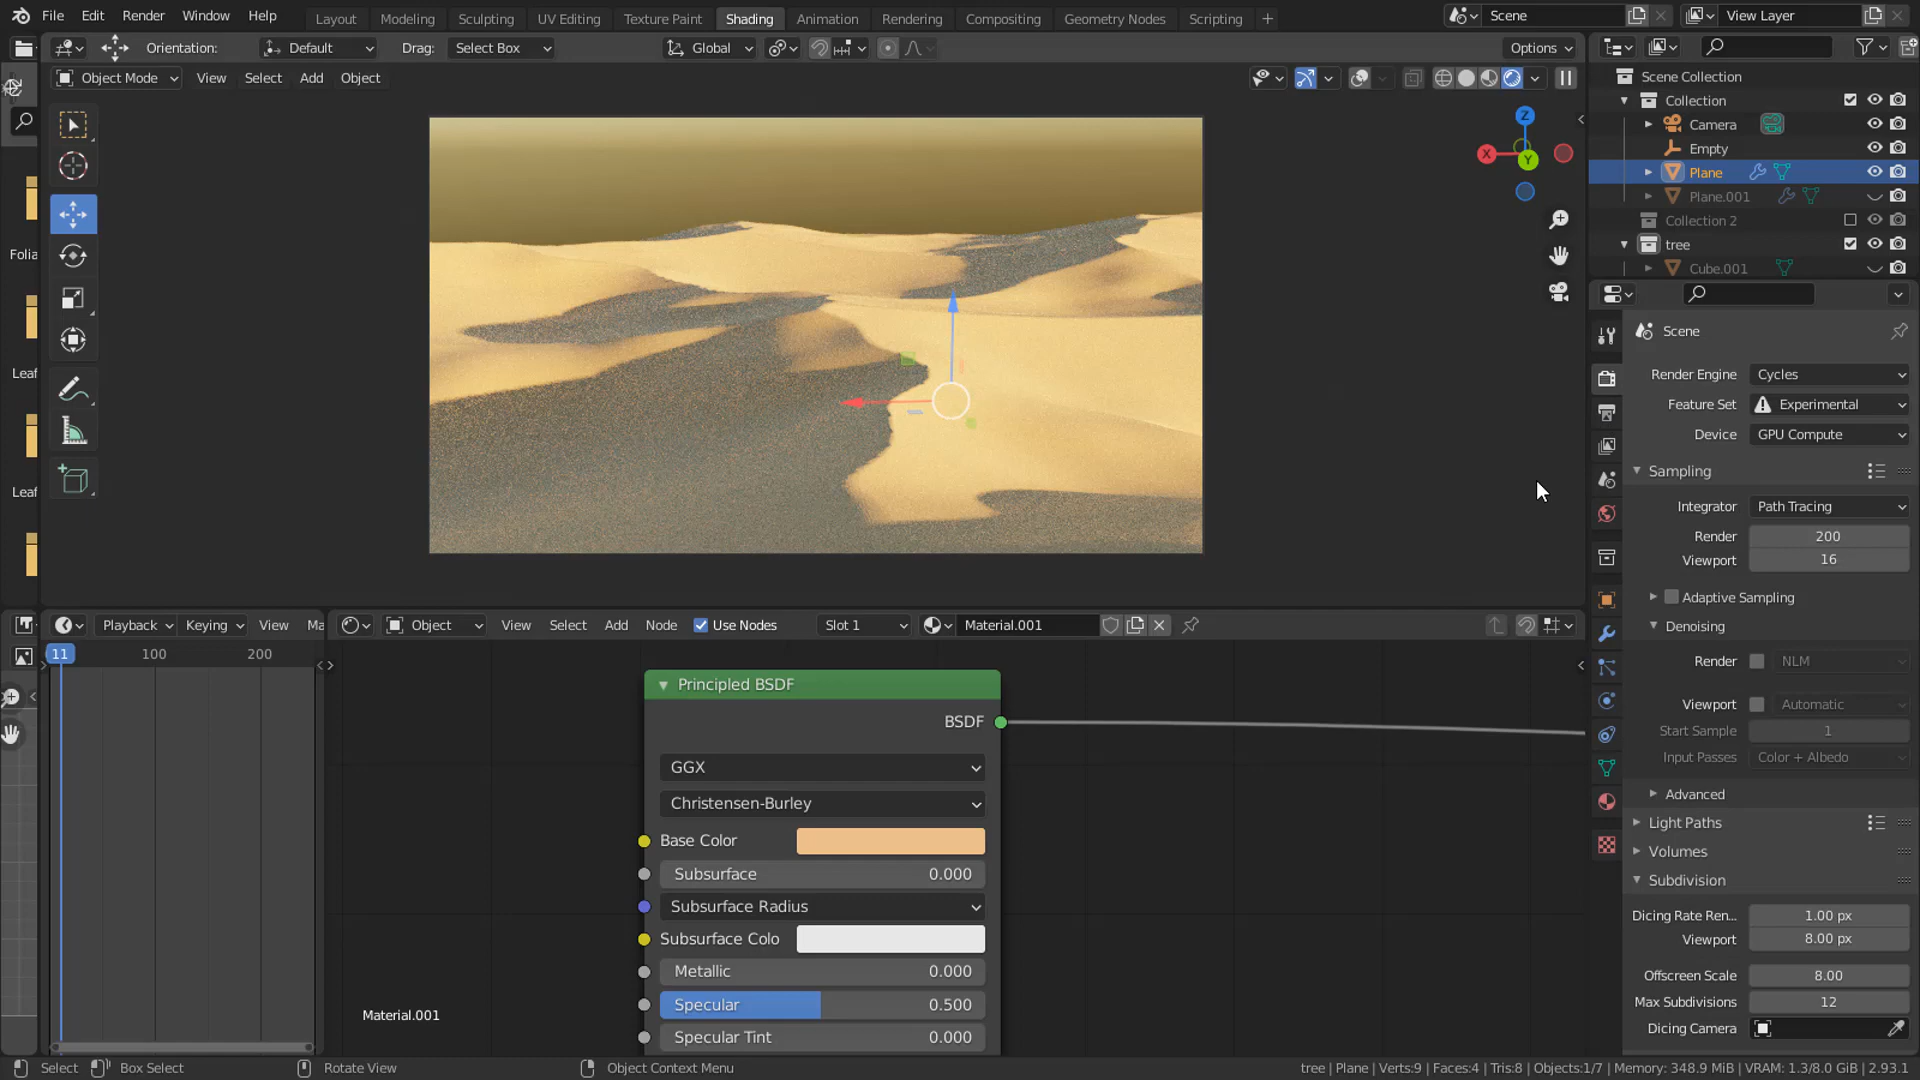 File Edit Render Window Help Layout Modeling Sculpting UV Editing Texture Paint Shading Animation Rendering Compositing Geometry Nodes Scripting Scene View Layer
Orientation: Default Drag: Select Box Global Options
Object Mode View Select Add Object
Scene Collection
Collection
Camera
Empty
Plane
Plane.001
Collection 2
tree
Cube.001
Z
X
Y
Folia
Leaf
Leaf
Scene
Render Engine Cycles
Feature Set Experimental
Device GPU Compute
Sampling
Integrator Path Tracing
Render 200
Viewport 16
Adaptive Sampling
Denoising
Render NLM
Viewport Automatic
Start Sample 1
Input Passes Color + Albedo
Advanced
Light Paths
Volumes
Subdivision
Dicing Rate Ren... 1.00 px
Viewport 8.00 px
Offscreen Scale 8.00
Max Subdivisions 12
Dicing Camera
Playback Keying View Ma
11 100 200
Object View Select Add Node Use Nodes Slot 1 Material.001
Principled BSDF
BSDF
GGX
Christensen-Burley
Base Color
Subsurface 0.000
Subsurface Radius
Subsurface Colo
Metallic 0.000
Specular 0.500
Specular Tint 0.000
Material.001
Select Box Select Rotate View Object Context Menu tree | Plane | Verts:9 | Faces:4 | Tris:8 | Objects:1/7 | Memory: 348.9 MiB | VRAM: 1.3/8.0 GiB | 2.93.1